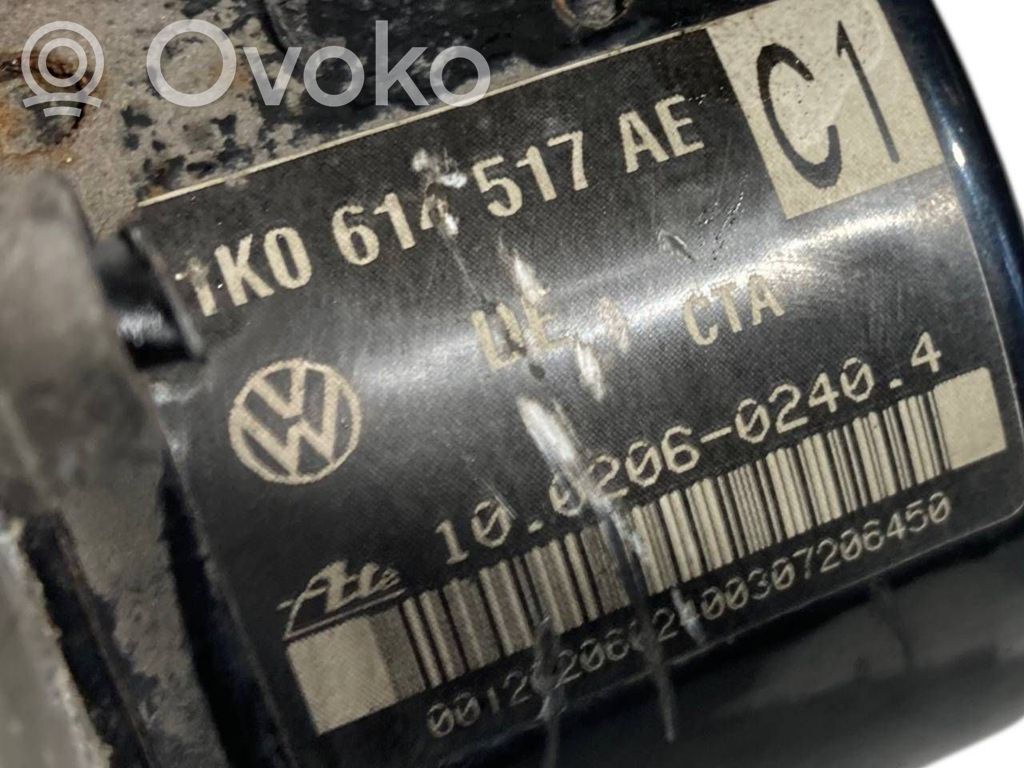 Ovoko
C1
1K0 614 517 AE
CTA
10.0206-0240.4
Ate